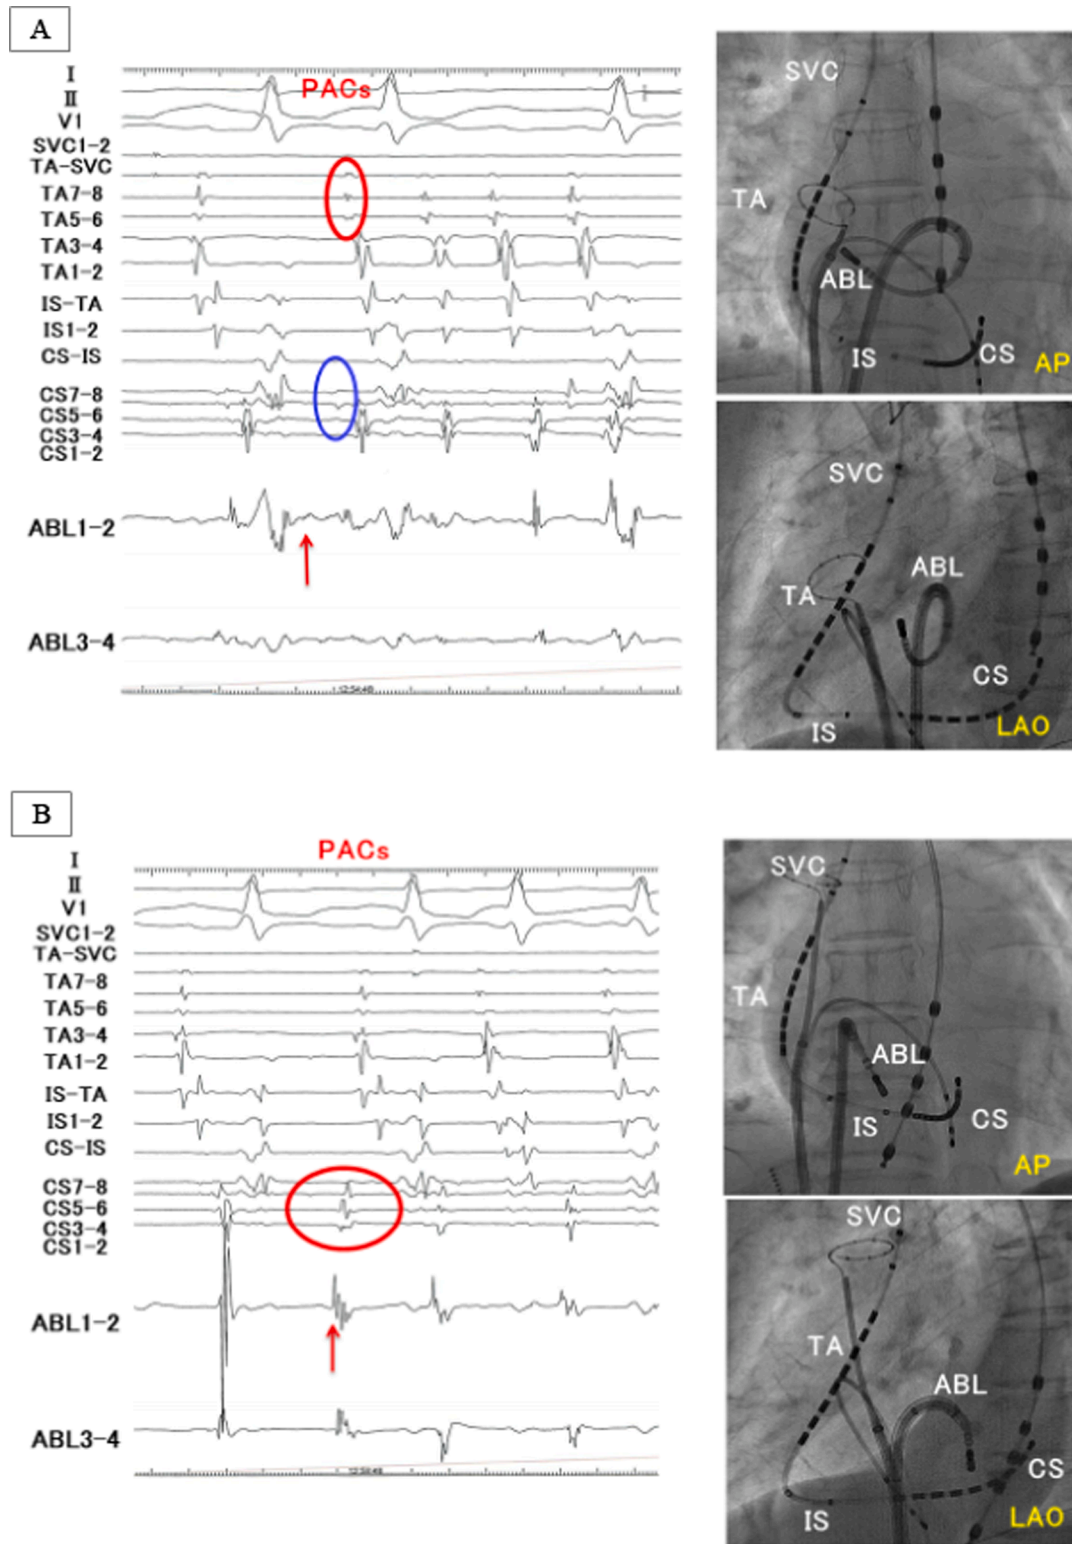 A
I
II
V1
SVC1-2
TA-SVC
TA7-8
TA5-6
TA3-4
TA1-2
IS-TA
IS1-2
CS-IS
CS7-8
CS5-6
CS3-4
CS1-2
ABL1-2
ABL3-4
PACs
12:54:48
SVC
TA
ABL
IS
CS
AP
SVC
ABL
TA
CS
IS
LAO
B
PACs
I
II
V1
SVC1-2
TA-SVC
TA7-8
TA5-6
TA3-4
TA1-2
IS-TA
IS1-2
CS-IS
CS7-8
CS5-6
CS3-4
CS1-2
ABL1-2
ABL3-4
SVC
TA
ABL
IS
CS
AP
SVC
TA
ABL
CS
IS
LAO